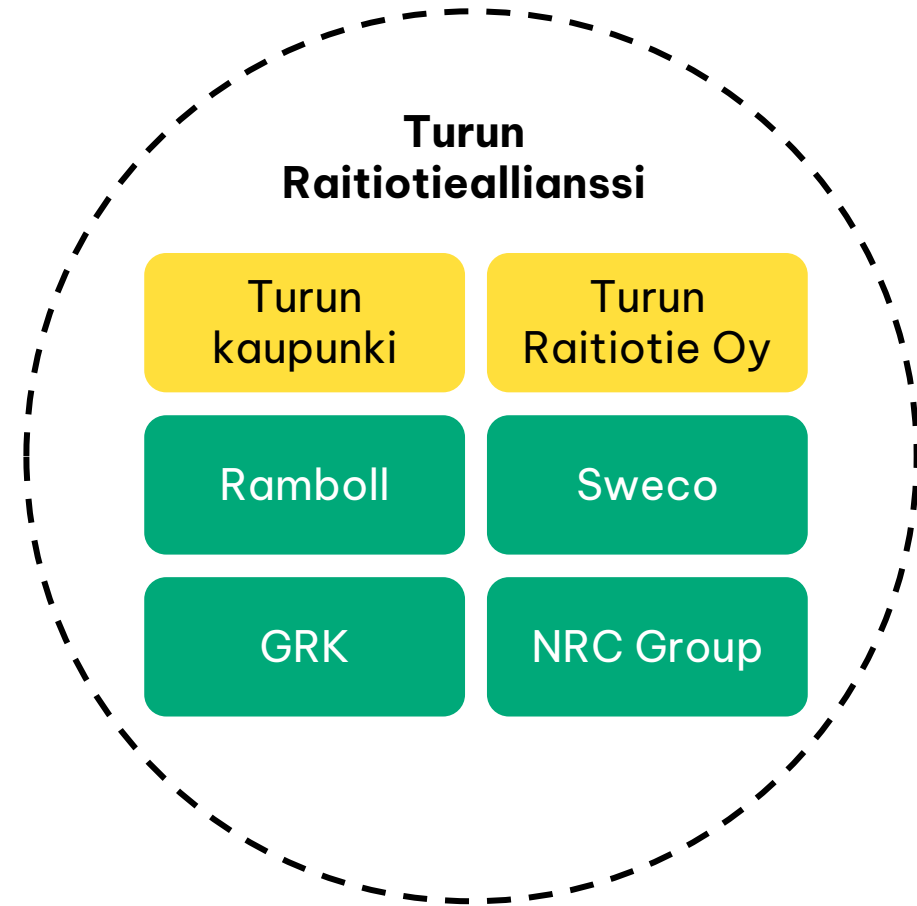 Turun
Raitiotieallianssi
Turun
kaupunki
Turun
Raitiotie Oy
Ramboll
Sweco
GRK
NRC Group